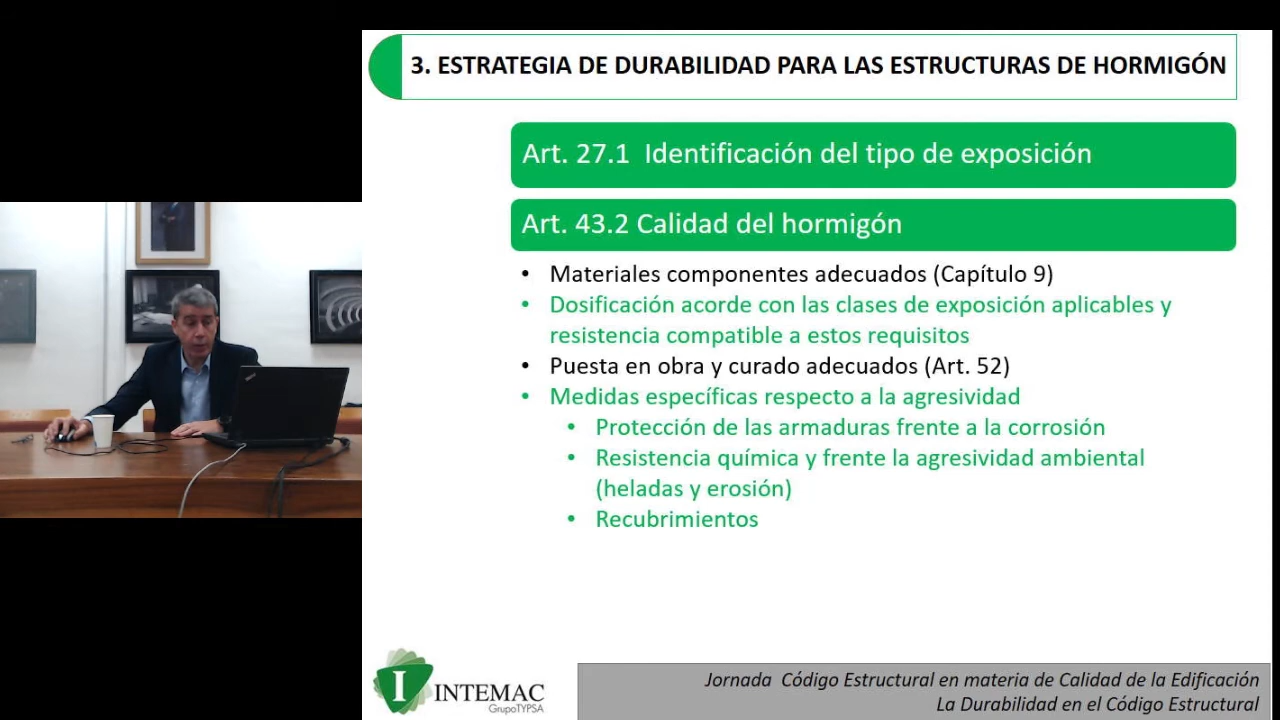 3. ESTRATEGIA DE DURABILIDAD PARA LAS ESTRUCTURAS DE HORMIGÓN
Art. 27.1 Identificación del tipo de exposición
Art. 43.2 Calidad del hormigón
• Materiales componentes adecuados (Capítulo 9)
• Dosificación acorde con las clases de exposición aplicables y
resistencia compatible a estos requisitos
• Puesta en obra y curado adecuados (Art. 52)
• Medidas específicas respecto a la agresividad
• Protección de las armaduras frente a la corrosión
• Resistencia química y frente la agresividad ambiental
(heladas y erosión)
• Recubrimientos
I INTEMAC
GrupoTYPSA
Jornada Código Estructural en materia de Calidad de la Edificación
La Durabilidad en el Código Estructural